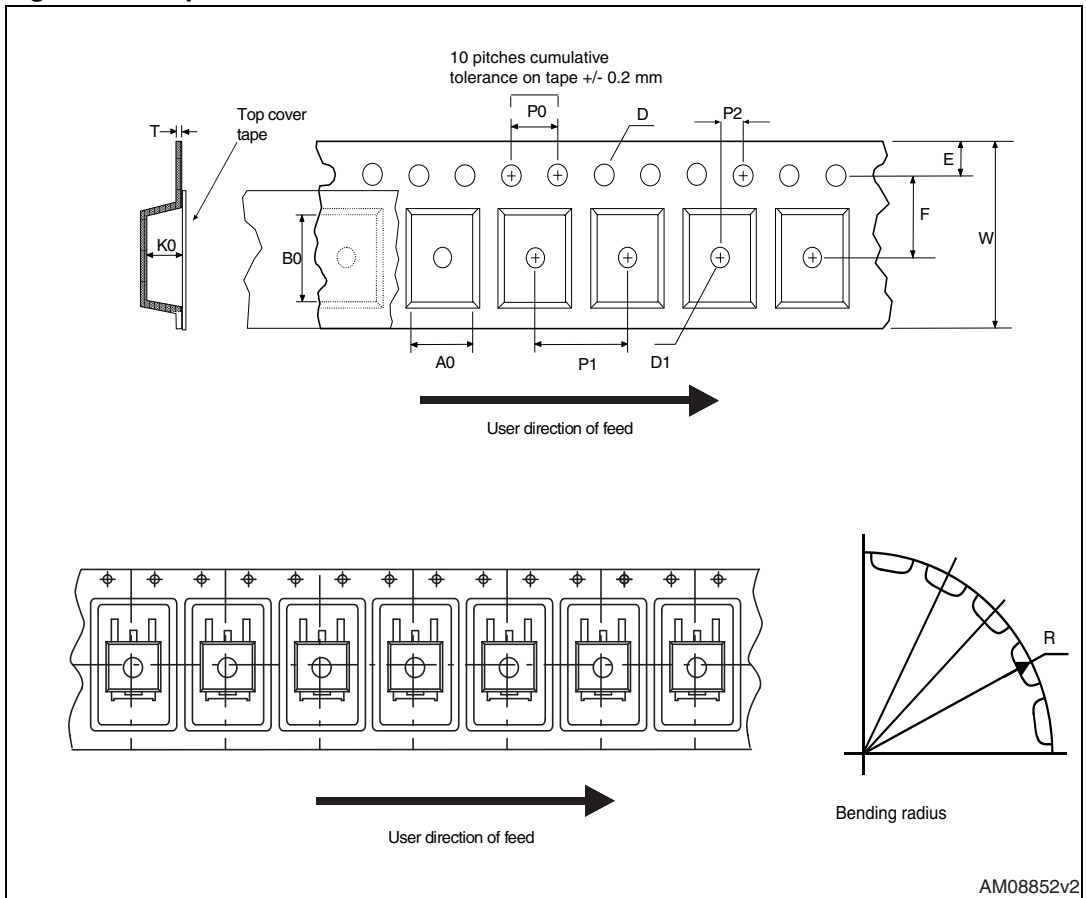 10 pitches cumulative
tolerance on tape +/- 0.2 mm
Top cover
tape
T
P0
D
P2
E
F
W
K0
B0
A0
P1
D1
User direction of feed
R
Bending radius
User direction of feed
AM08852v2